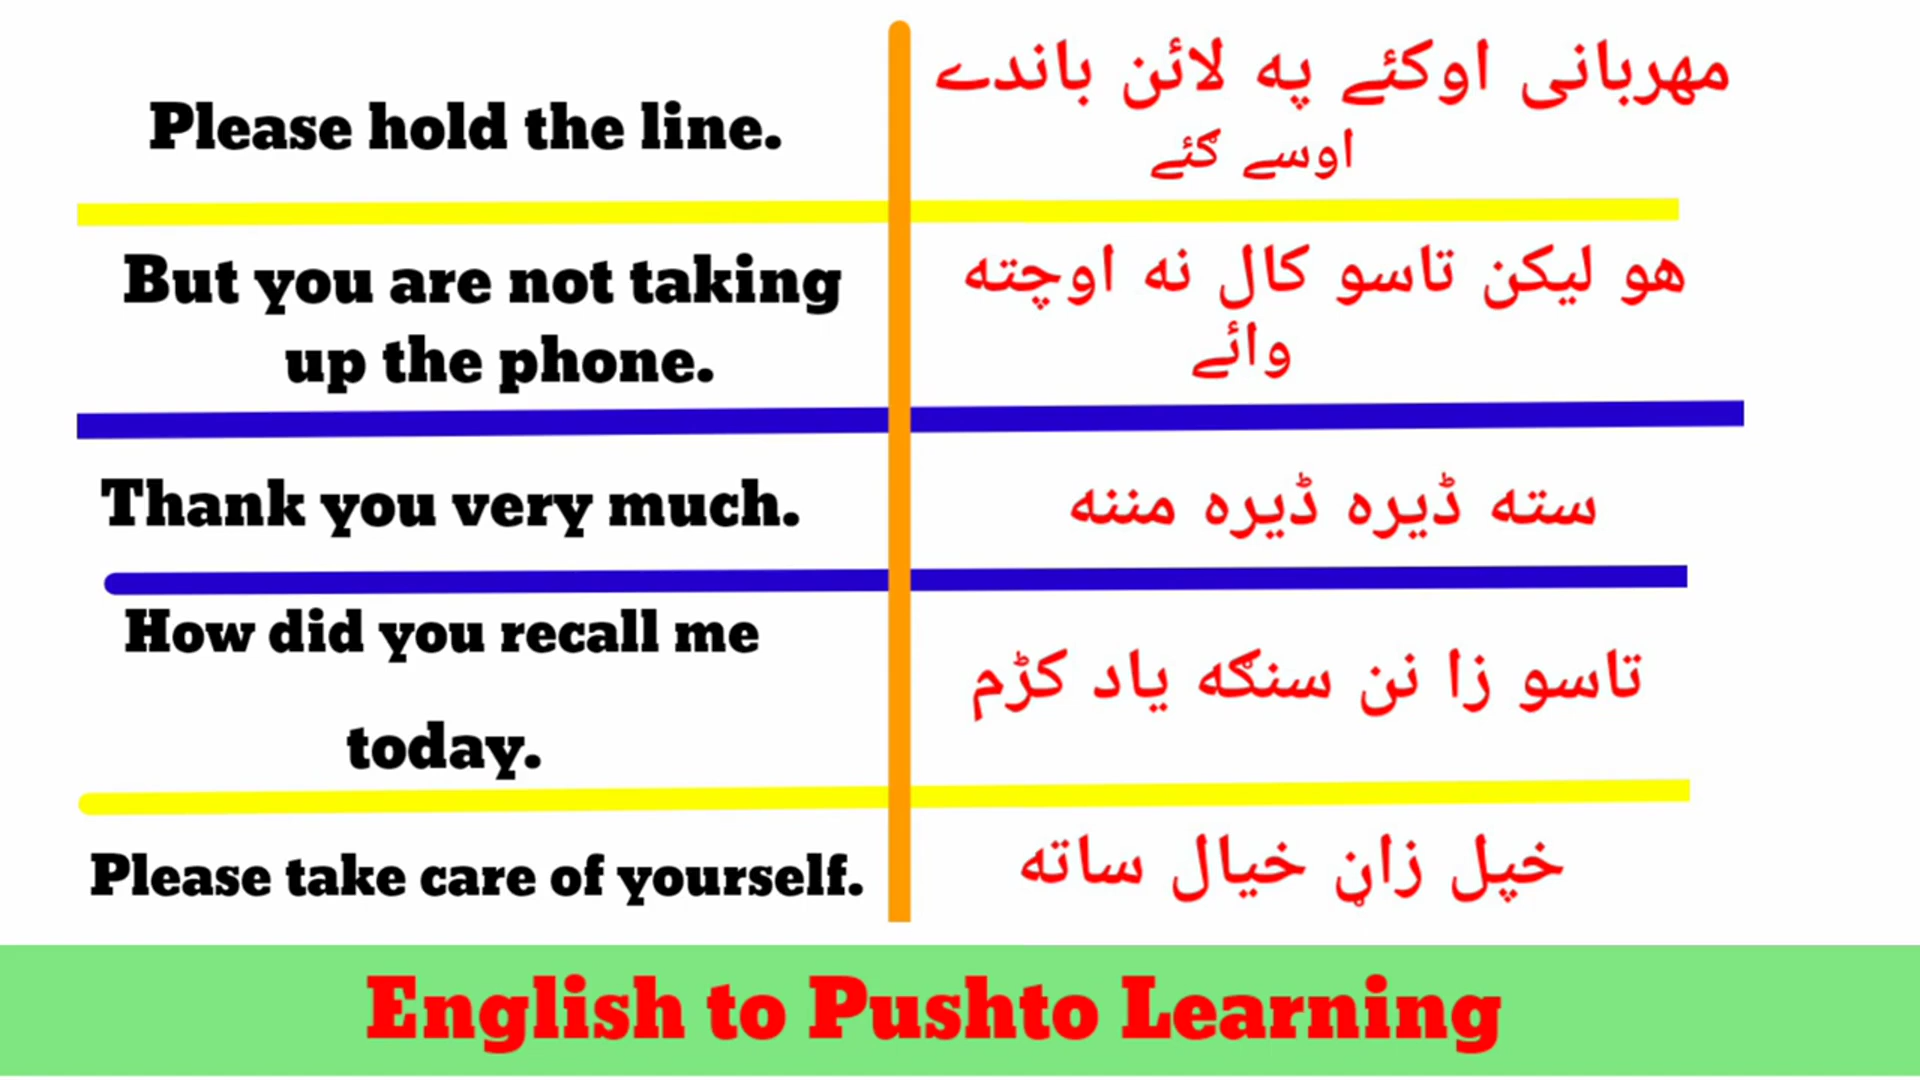 Please hold the line.
مهربانی اوکئے په لائن باندے
اوسے ګئے
But you are not taking
up the phone.
هو لیکن تاسو کال نه اوچته
وائے
Thank you very much.
سته ډیره ډیره مننه
How did you recall me
today.
تاسو زا نن سنګه یاد کړم
Please take care of yourself.
خپل زاڼ خیال ساته
English to Pushto Learning